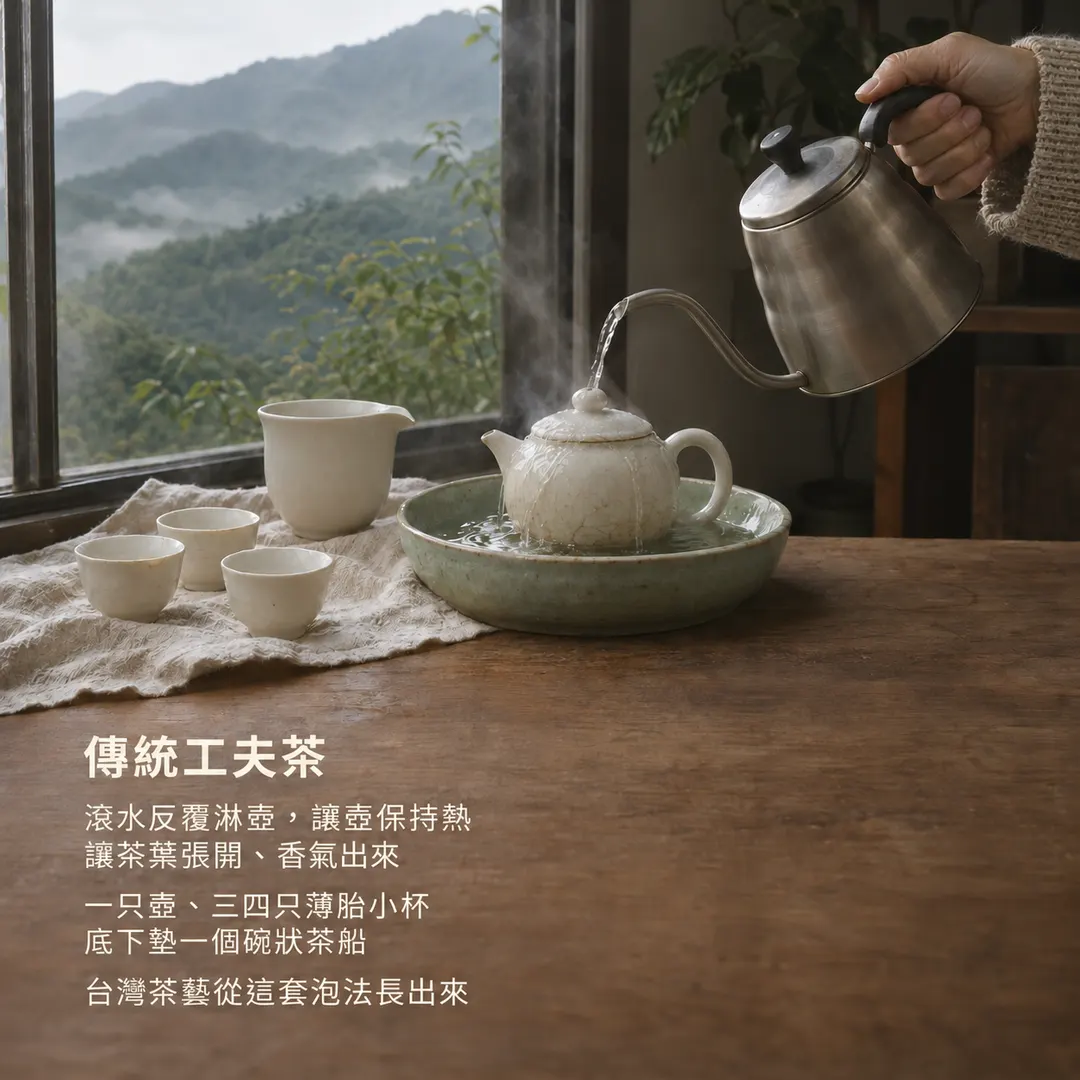 傳統工夫茶
滾水反覆淋壺，讓壺保持熱
讓茶葉張開、香氣出來
一只壺、三四只薄胎小杯
底下墊一個碗狀茶船
台灣茶藝從這套泡法長出來